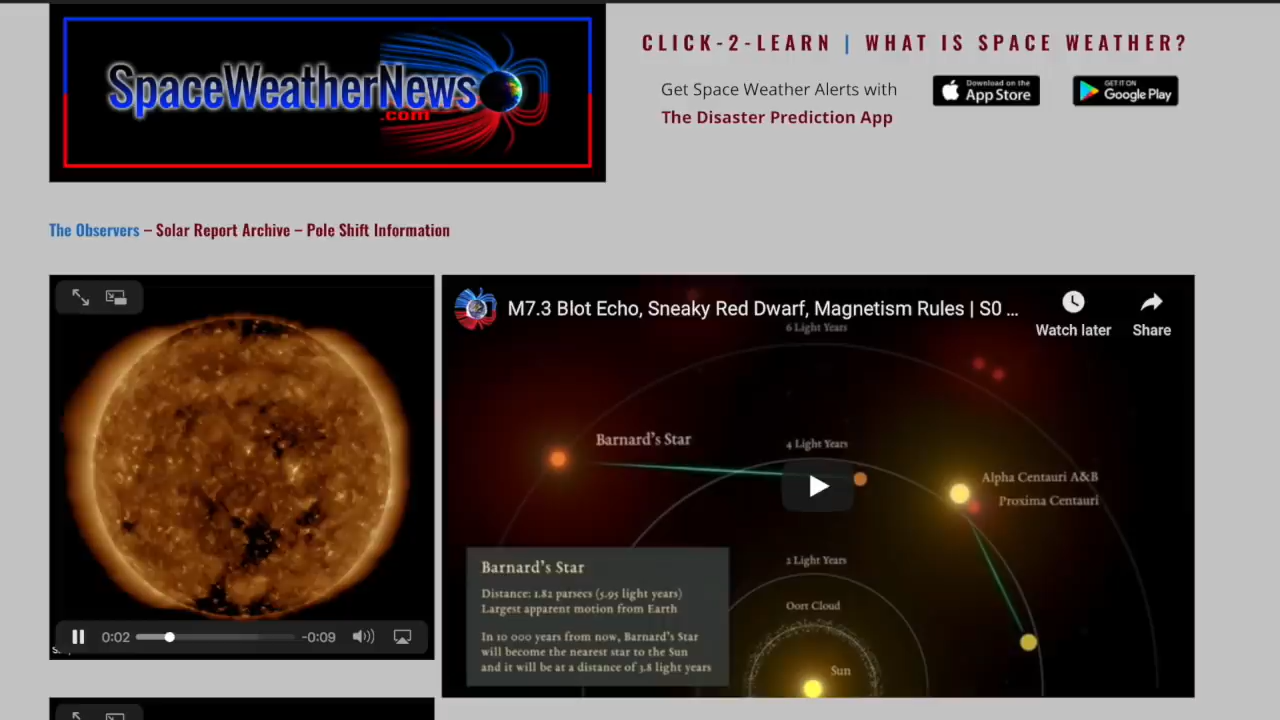 SpaceWeatherNews
.com
CLICK-2-LEARN | WHAT IS SPACE WEATHER?
Get Space Weather Alerts with
The Disaster Prediction App
Download on the
App Store
GET IT ON
Google Play
The Observers – Solar Report Archive – Pole Shift Information
0:02
-0:09
M7.3 Blot Echo, Sneaky Red Dwarf, Magnetism Rules | S0 ...
Watch later
Share
6 Light Years
Barnard's Star
4 Light Years
Alpha Centauri A&B
Proxima Centauri
2 Light Years
Oort Cloud
Sun
Barnard's Star
Distance: 1.82 parsecs (5.95 light years)
Largest apparent motion from Earth
In 10 000 years from now, Barnard's Star
will become the nearest star to the Sun
and it will be at a distance of 3.8 light years